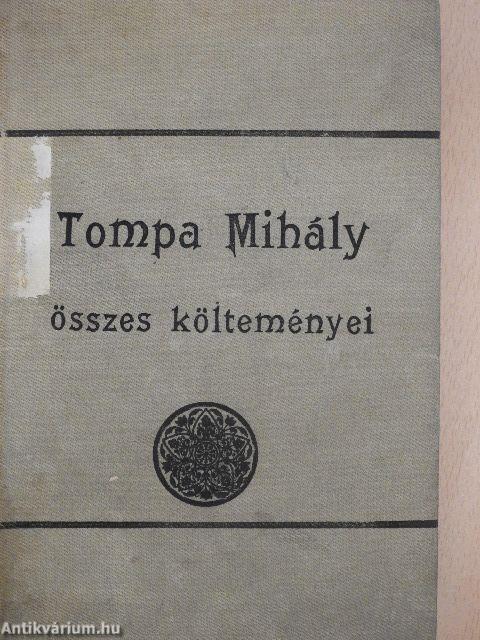 Tompa Mihály
összes költeményei
Antikvárium.hu